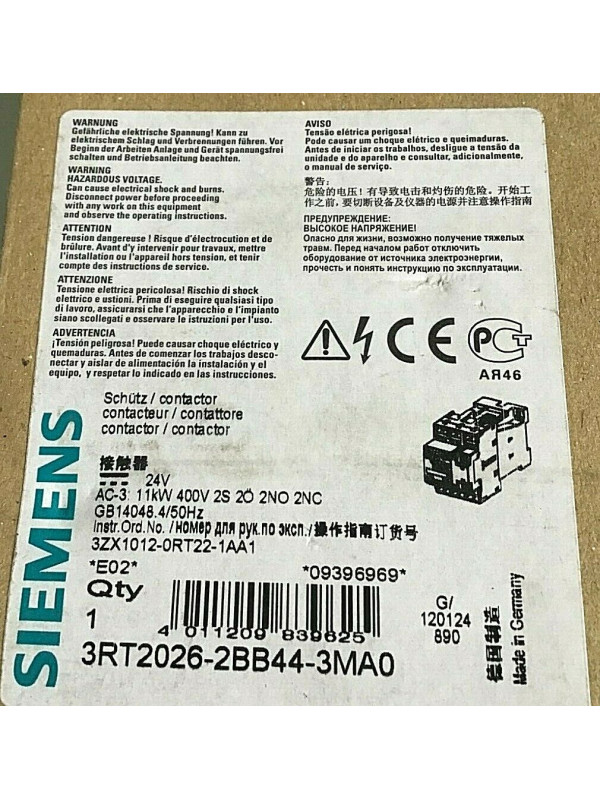 WARNUNG
Gefährliche elektrische Spannung! Kann zu
elektrischem Schlag und Verbrennungen führen. Vor
Beginn der Arbeiten Anlage und Gerät spannungsfrei
schalten und Betriebsanleitung beachten.
WARNING
HAZARDOUS VOLTAGE.
Can cause electrical shock and burns.
Disconnect power before proceeding
with any work on this equipment
and observe the operating instructions.
ATTENTION
Tension dangereuse ! Risque d'électrocution et de
brûlure. Avant d'y intervenir pour travaux, mettre
l'installation ou l'appareil hors tension, et tenir
compte des instructions de service.
ATTENZIONE
Tensione elettrica pericolosa! Rischio di shock
elettrico e ustioni. Prima di eseguire qualsiasi tipo
di lavoro, assicurarsi che l'apparecchio e l'impianto
siano scollegati e osservare le istruzioni per l'uso.
ADVERTENCIA
¡Tensión peligrosa! Puede causar choque eléctrico y
quemaduras. Antes de comenzar los trabajos desco-
nectar y aislar de alimentación la instalación y el
equipo, y respetar lo indicado en las instrucciones.
AVISO
Tensão elétrica perigosa!
Pode causar um choque elétrico e queimaduras.
Antes de iniciar os trabalhos, desligue a tensão da
unidade e do aparelho e consultar, adicionalmente,
o manual de serviço.
警告:
危险的电压! 有导致电击和灼伤的危险。开始工
作之前, 要切断设备及仪器的电源并注意操作指南
ПРЕДУПРЕЖДЕНИЕ:
ВЫСОКОЕ НАПРЯЖЕНИЕ!
Опасно для жизни, возможно получение тяжелых
травм. Перед началом работ отключить
оборудование от источника электроэнергии,
прочесть и понять инструкцию по эксплуатации.
CE
РСТ
АЯ46
SIEMENS
Schütz / contactor
contacteur / contattore
contactor / contactor
接触器
24V
AC-3: 11kW 400V 2S 2Ö 2NO 2NC
GB14048.4/50Hz
Instr.Ord.No. /номер для рук.по эксп./操作指南订货号
3ZX1012-0RT22-1AA1
*E02*
*09396969*
Qty
1
4 011209 839625
3RT2026-2BB44-3MA0
G/
120124
890
德国制造
Made in Germany